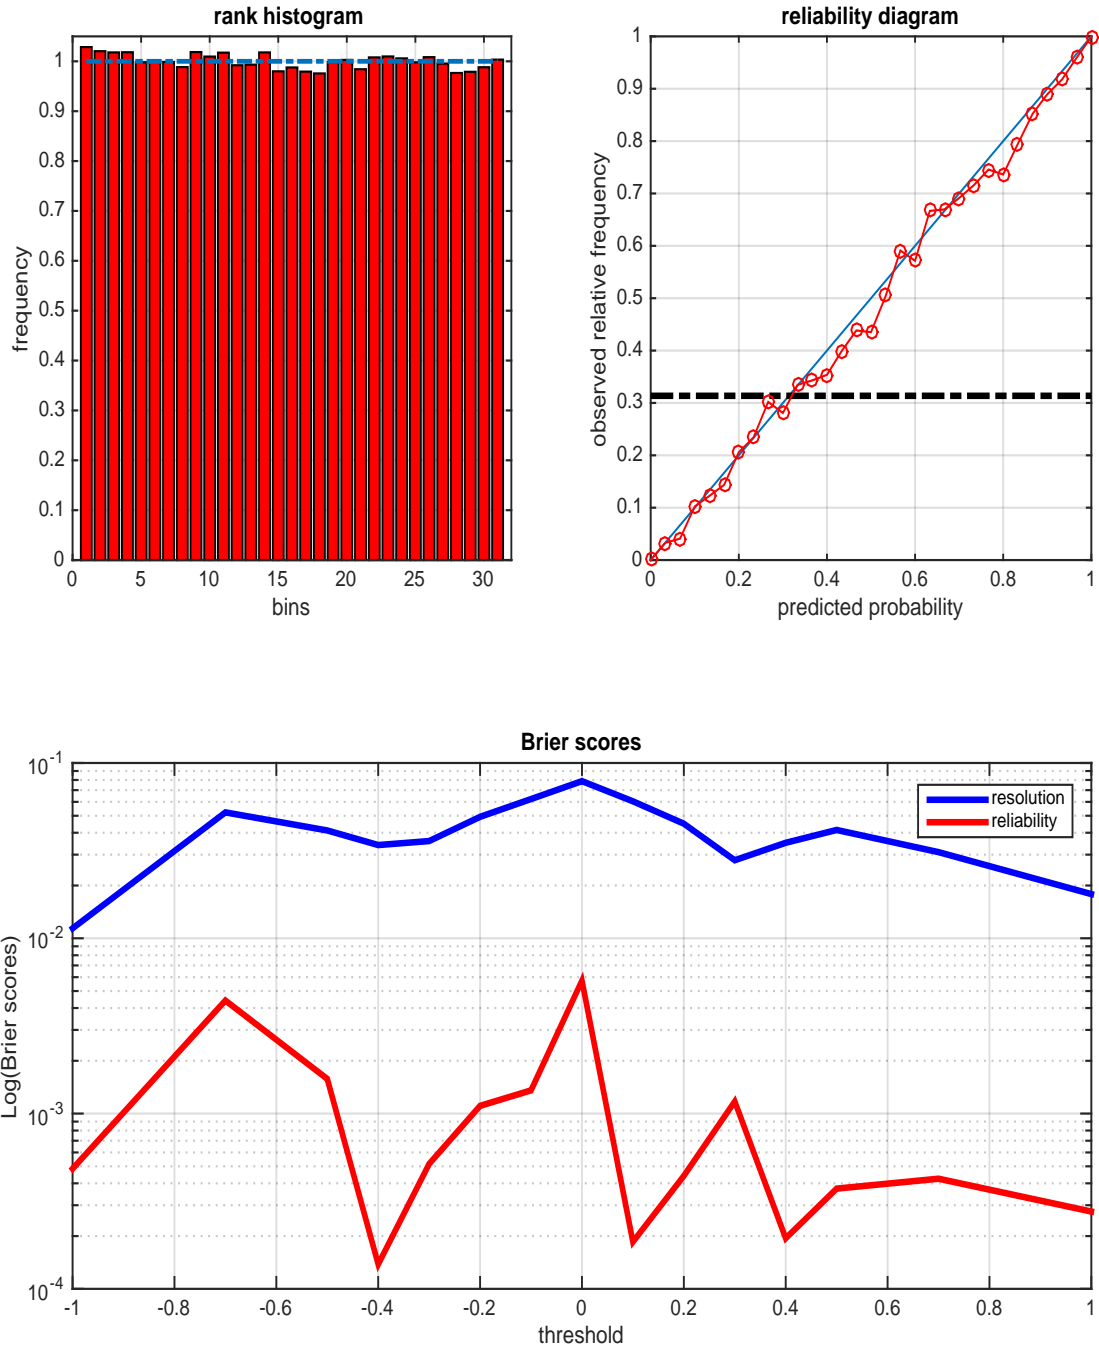 rank histogram
1
0.9
0.8
0.7
0.6
0.5
0.4
0.3
0.2
0.1
0
frequency
0 5 10 15 20 25 30
bins
reliability diagram
1
0.9
0.8
0.7
0.6
0.5
0.4
0.3
0.2
0.1
0
observed relative frequency
0 0.2 0.4 0.6 0.8 1
predicted probability
Brier scores
10^-1
10^-2
10^-3
10^-4
Log(Brier scores)
resolution
reliability
-1 -0.8 -0.6 -0.4 -0.2 0 0.2 0.4 0.6 0.8 1
threshold